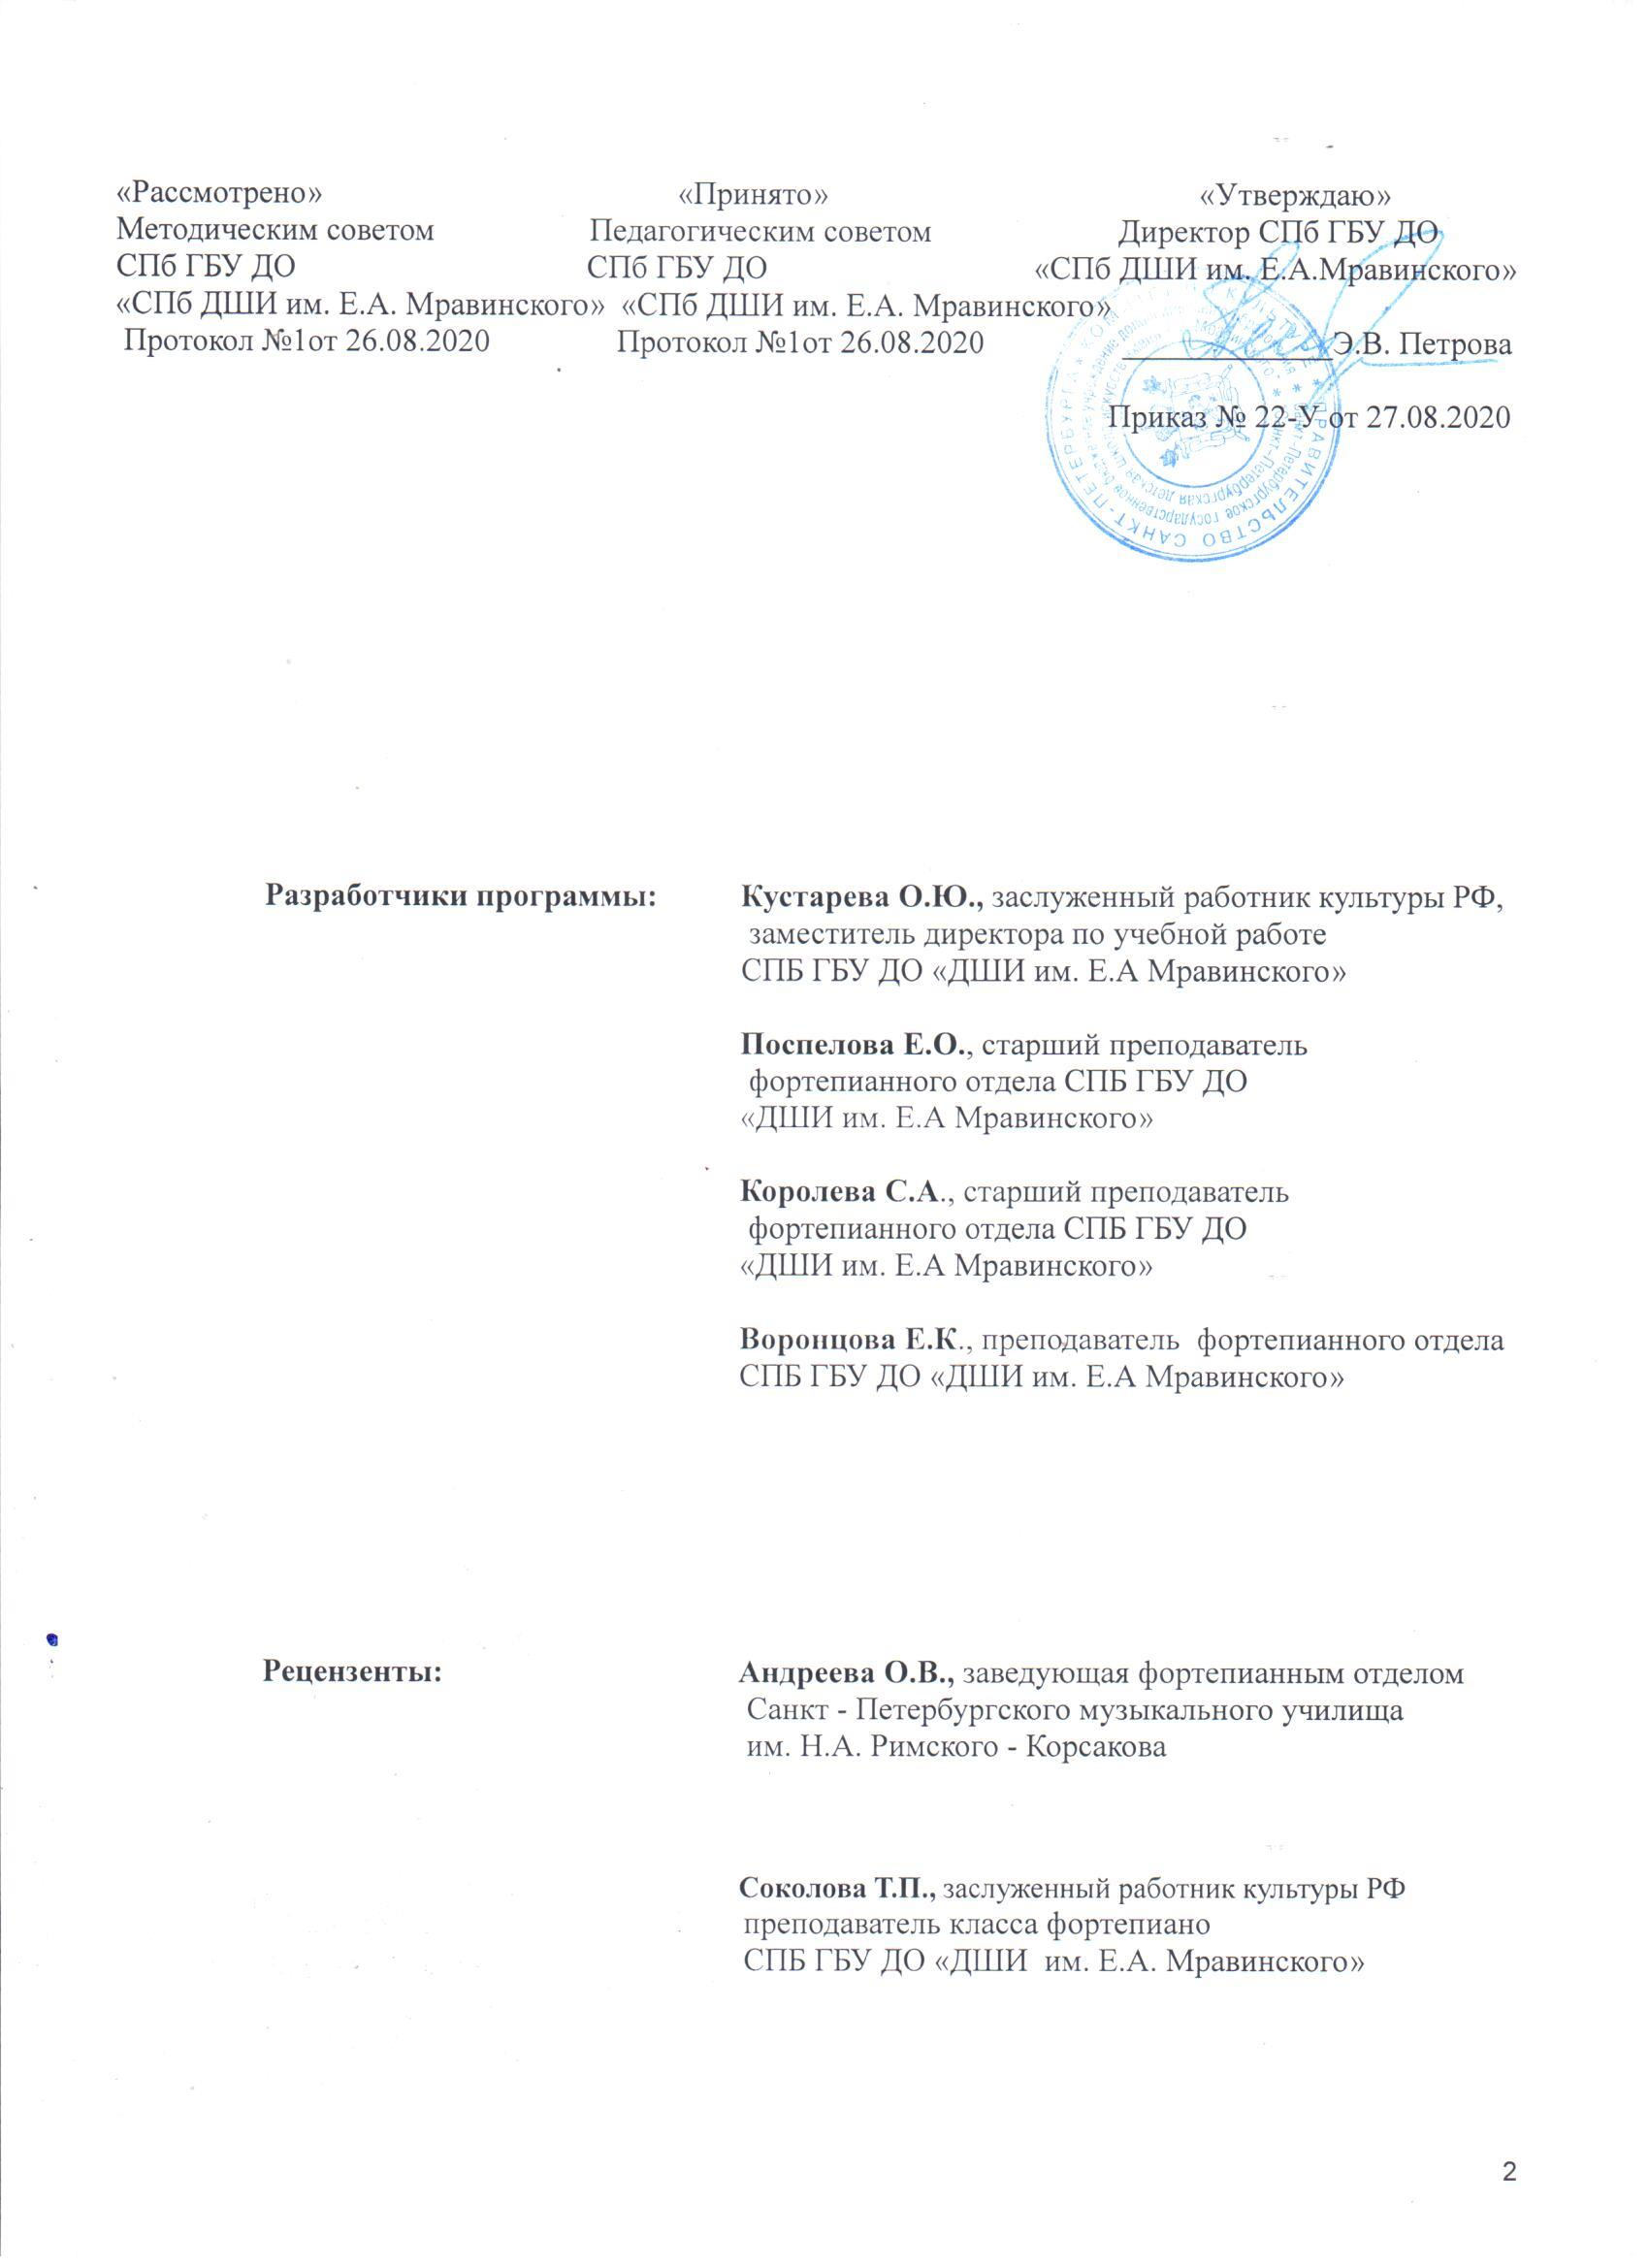 «Рассмотрено»
Методическим советом
СПб ГБУ ДО
«СПб ДШИ им. Е.А. Мравинского»
Протокол №1от 26.08.2020
«Принято»
Педагогическим советом
СПб ГБУ ДО
«СПб ДШИ им. Е.А. Мравинского»
Протокол №1от 26.08.2020
«Утверждаю»
Директор СПб ГБУ ДО
«СПб ДШИ им. Е.А.Мравинского»
_______________Э.В. Петрова
Приказ № 22-У от 27.08.2020
ПРАВИТЕЛЬСТВО САНКТ-ПЕТЕРБУРГА
Разработчики программы:
Кустарева О.Ю., заслуженный работник культуры РФ,
заместитель директора по учебной работе
СПБ ГБУ ДО «ДШИ им. Е.А Мравинского»
Поспелова Е.О., старший преподаватель
фортепианного отдела СПБ ГБУ ДО
«ДШИ им. Е.А Мравинского»
Королева С.А., старший преподаватель
фортепианного отдела СПБ ГБУ ДО
«ДШИ им. Е.А Мравинского»
Воронцова Е.К., преподаватель  фортепианного отдела
СПБ ГБУ ДО «ДШИ им. Е.А Мравинского»
Рецензенты:
Андреева О.В., заведующая фортепианным отделом
Санкт - Петербургского музыкального училища
им. Н.А. Римского - Корсакова
Соколова Т.П., заслуженный работник культуры РФ
преподаватель класса фортепиано
СПБ ГБУ ДО «ДШИ  им. Е.А. Мравинского»
2